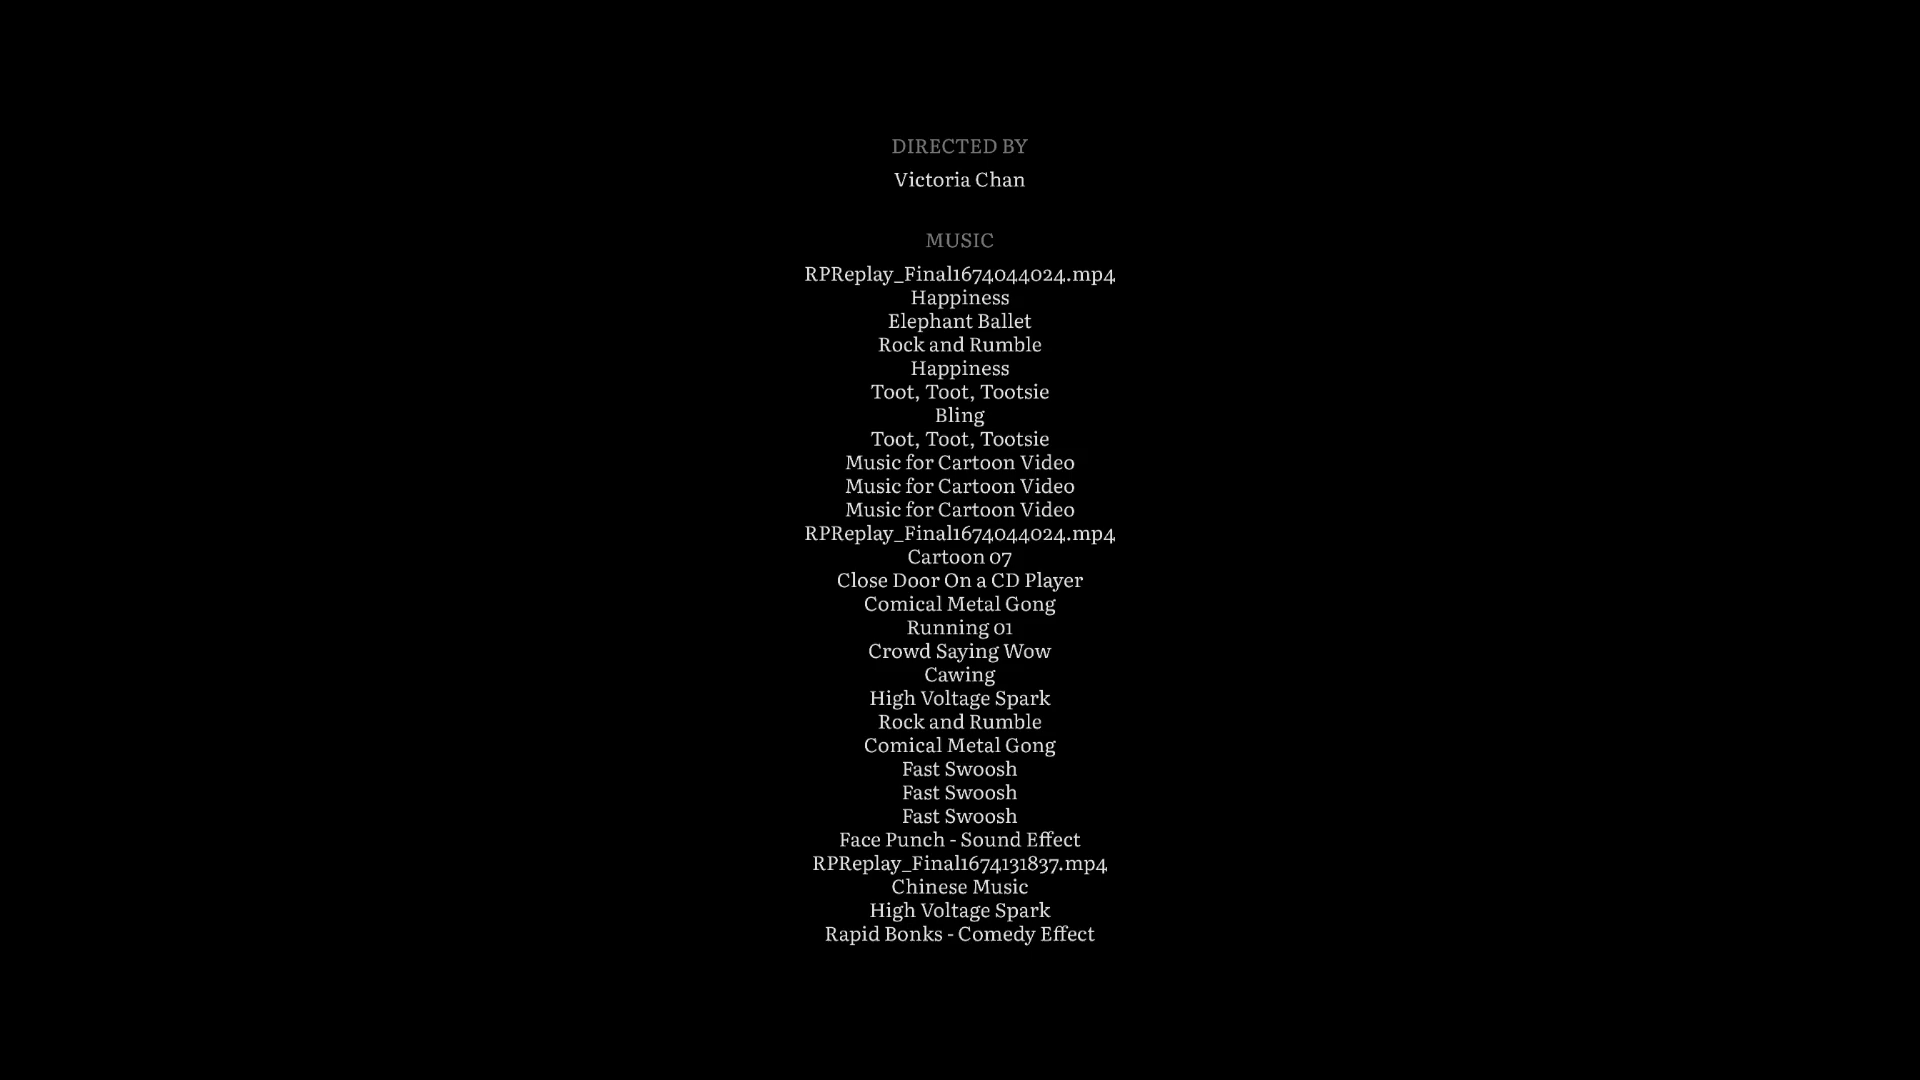 DIRECTED BY
Victoria Chan
MUSIC
RPReplay_Final1674044024.mp4
Happiness
Elephant Ballet
Rock and Rumble
Happiness
Toot, Toot, Tootsie
Bling
Toot, Toot, Tootsie
Music for Cartoon Video
Music for Cartoon Video
Music for Cartoon Video
RPReplay_Final1674044024.mp4
Cartoon 07
Close Door On a CD Player
Comical Metal Gong
Running 01
Crowd Saying Wow
Cawing
High Voltage Spark
Rock and Rumble
Comical Metal Gong
Fast Swoosh
Fast Swoosh
Fast Swoosh
Face Punch - Sound Effect
RPReplay_Final1674131837.mp4
Chinese Music
High Voltage Spark
Rapid Bonks - Comedy Effect